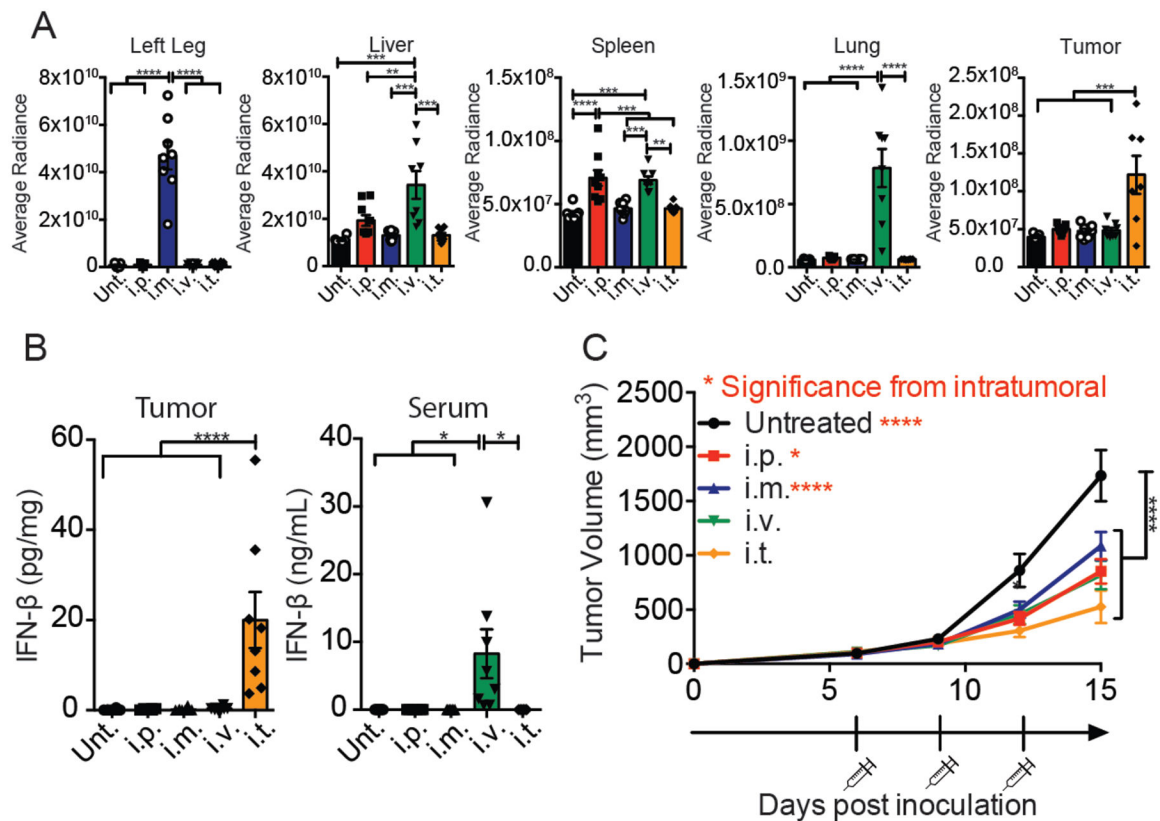 A
Left Leg
Average Radiance
8x10¹⁰
6x10¹⁰
4x10¹⁰
2x10¹⁰
0
**** ****
Unt. i.p. i.m. i.v. i.t.
Liver
Average Radiance
8x10¹⁰
6x10¹⁰
4x10¹⁰
2x10¹⁰
0
***
**
***
***
Unt. i.p. i.m. i.v. i.t.
Spleen
Average Radiance
1.5x10⁸
1.0x10⁸
5.0x10⁷
0.0
***
**** ***
***
**
Unt. i.p. i.m. i.v. i.t.
Lung
Average Radiance
1.5x10⁹
1.0x10⁹
5.0x10⁸
0.0
**** ****
Unt. i.p. i.m. i.v. i.t.
Tumor
Average Radiance
2.5x10⁸
2.0x10⁸
1.5x10⁸
1.0x10⁸
5.0x10⁷
0.0
***
Unt. i.p. i.m. i.v. i.t.
B
Tumor
IFN-β (pg/mg)
60
40
20
0
****
Unt. i.p. i.m. i.v. i.t.
Serum
IFN-β (ng/mL)
40
30
20
10
0
* *
Unt. i.p. i.m. i.v. i.t.
C
* Significance from intratumoral
Tumor Volume (mm³)
2500
2000
1500
1000
500
0
Untreated ****
i.p. *
i.m.****
i.v.
i.t.
*
****
0 5 10 15
Days post inoculation